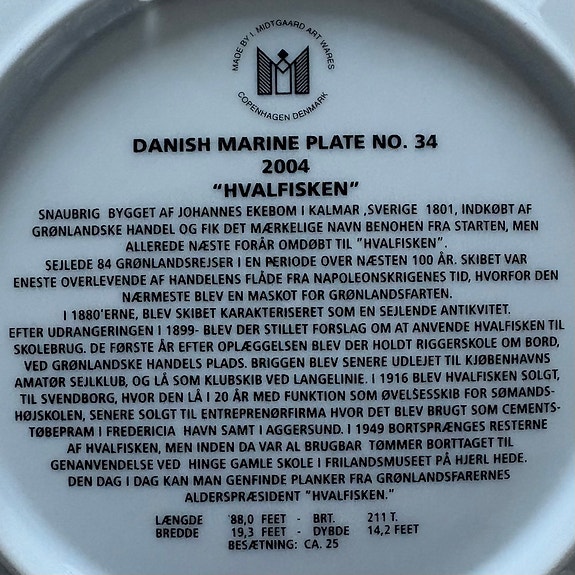 MADE BY I. MIDTGAARD ART WARES
COPENHAGEN DENMARK
DANISH MARINE PLATE NO. 34
2004
"HVALFISKEN"
SNAUBRIG BYGGET AF JOHANNES EKEBOM I KALMAR ,SVERIGE 1801, INDKØBT AF
GRØNLANDSKE HANDEL OG FIK DET MÆRKELIGE NAVN BENOHEN FRA STARTEN, MEN
ALLEREDE NÆSTE FORÅR OMDØBT TIL "HVALFISKEN".
SEJLEDE 84 GRØNLANDSREJSER I EN PERIODE OVER NÆSTEN 100 ÅR. SKIBET VAR
ENESTE OVERLEVENDE AF HANDELENS FLÅDE FRA NAPOLEONSKRIGENES TID, HVORFOR DEN
NÆRMESTE BLEV EN MASKOT FOR GRØNLANDSFARTEN.
I 1880'ERNE, BLEV SKIBET KARAKTERISERET SOM EN SEJLENDE ANTIKVITET.
EFTER UDRANGERINGEN I 1899- BLEV DER STILLET FORSLAG OM AT ANVENDE HVALFISKEN TIL
SKOLEBRUG. DE FØRSTE ÅR EFTER OPLÆGGELSEN BLEV DER HOLDT RIGGERSKOLE OM BORD,
VED GRØNLANDSKE HANDELS PLADS. BRIGGEN BLEV SENERE UDLEJET TIL KJØBENHAVNS
AMATØR SEJLKLUB, OG LÅ SOM KLUBSKIB VED LANGELINIE. I 1916 BLEV HVALFISKEN SOLGT,
TIL SVENDBORG, HVOR DEN LÅ I 20 ÅR MED FUNKTION SOM ØVELSESSKIB FOR SØMANDS-
HØJSKOLEN, SENERE SOLGT TIL ENTREPRENØRFIRMA HVOR DET BLEV BRUGT SOM CEMENTS-
TØBEPRAM I FREDERICIA HAVN SAMT I AGGERSUND. I 1949 BORTSPRÆNGES RESTERNE
AF HVALFISKEN, MEN INDEN DA VAR AL BRUGBAR TØMMER BORTTAGET TIL
GENANVENDELSE VED HINGE GAMLE SKOLE I FRILANDSMUSEET PÅ HJERL HEDE.
DEN DAG I DAG KAN MAN GENFINDE PLANKER FRA GRØNLANDSFARERNES
ALDERSPRÆSIDENT "HVALFISKEN."
LÆNGDE 88,0 FEET - BRT. 211 T.
BREDDE 19,3 FEET - DYBDE 14,2 FEET
BESÆTNING: CA. 25